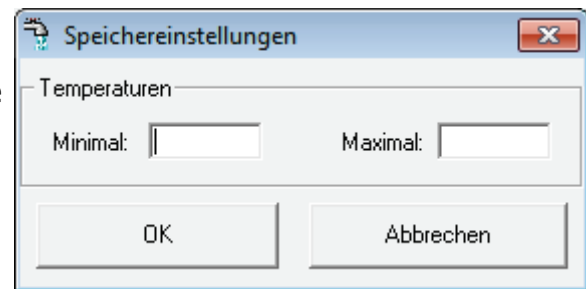 Speichereinstellungen
Temperaturen
Minimal: Maximal:
OK Abbrechen